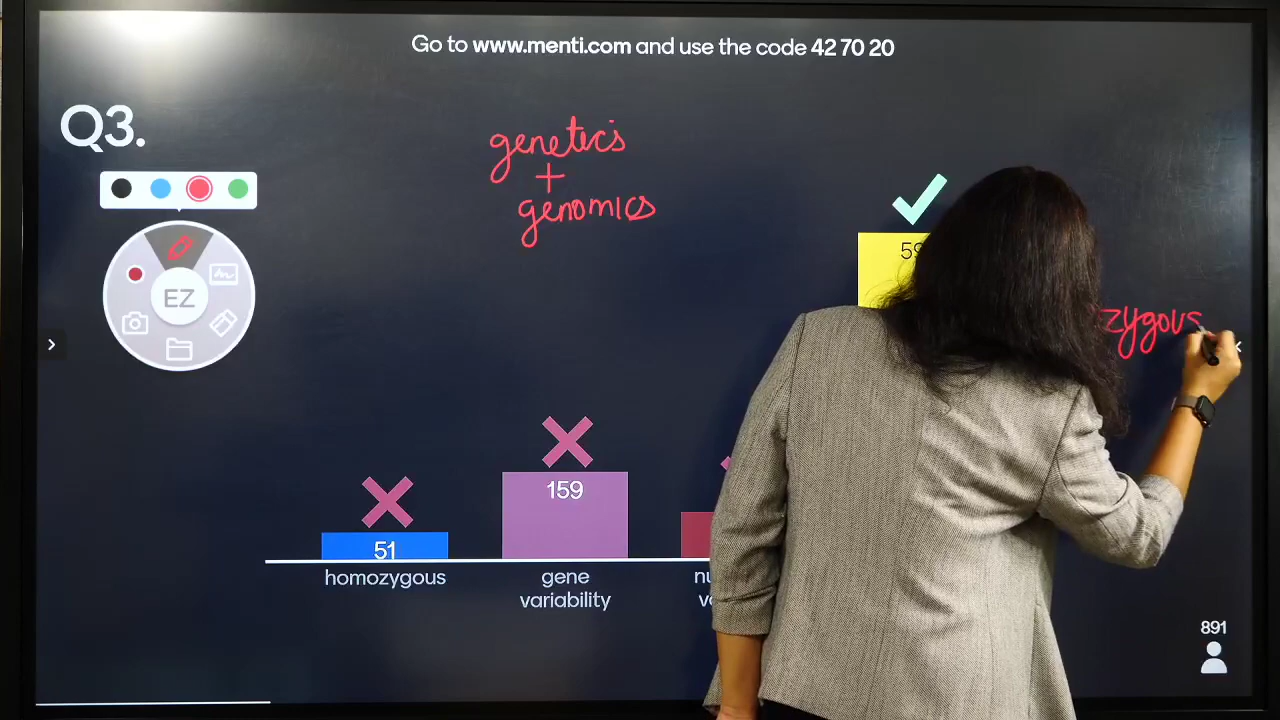 Go to www.menti.com and use the code 42 70 20
Q3.
genetics
+
genomics
EZ
zygous
159
51
homozygous
gene
variability
891